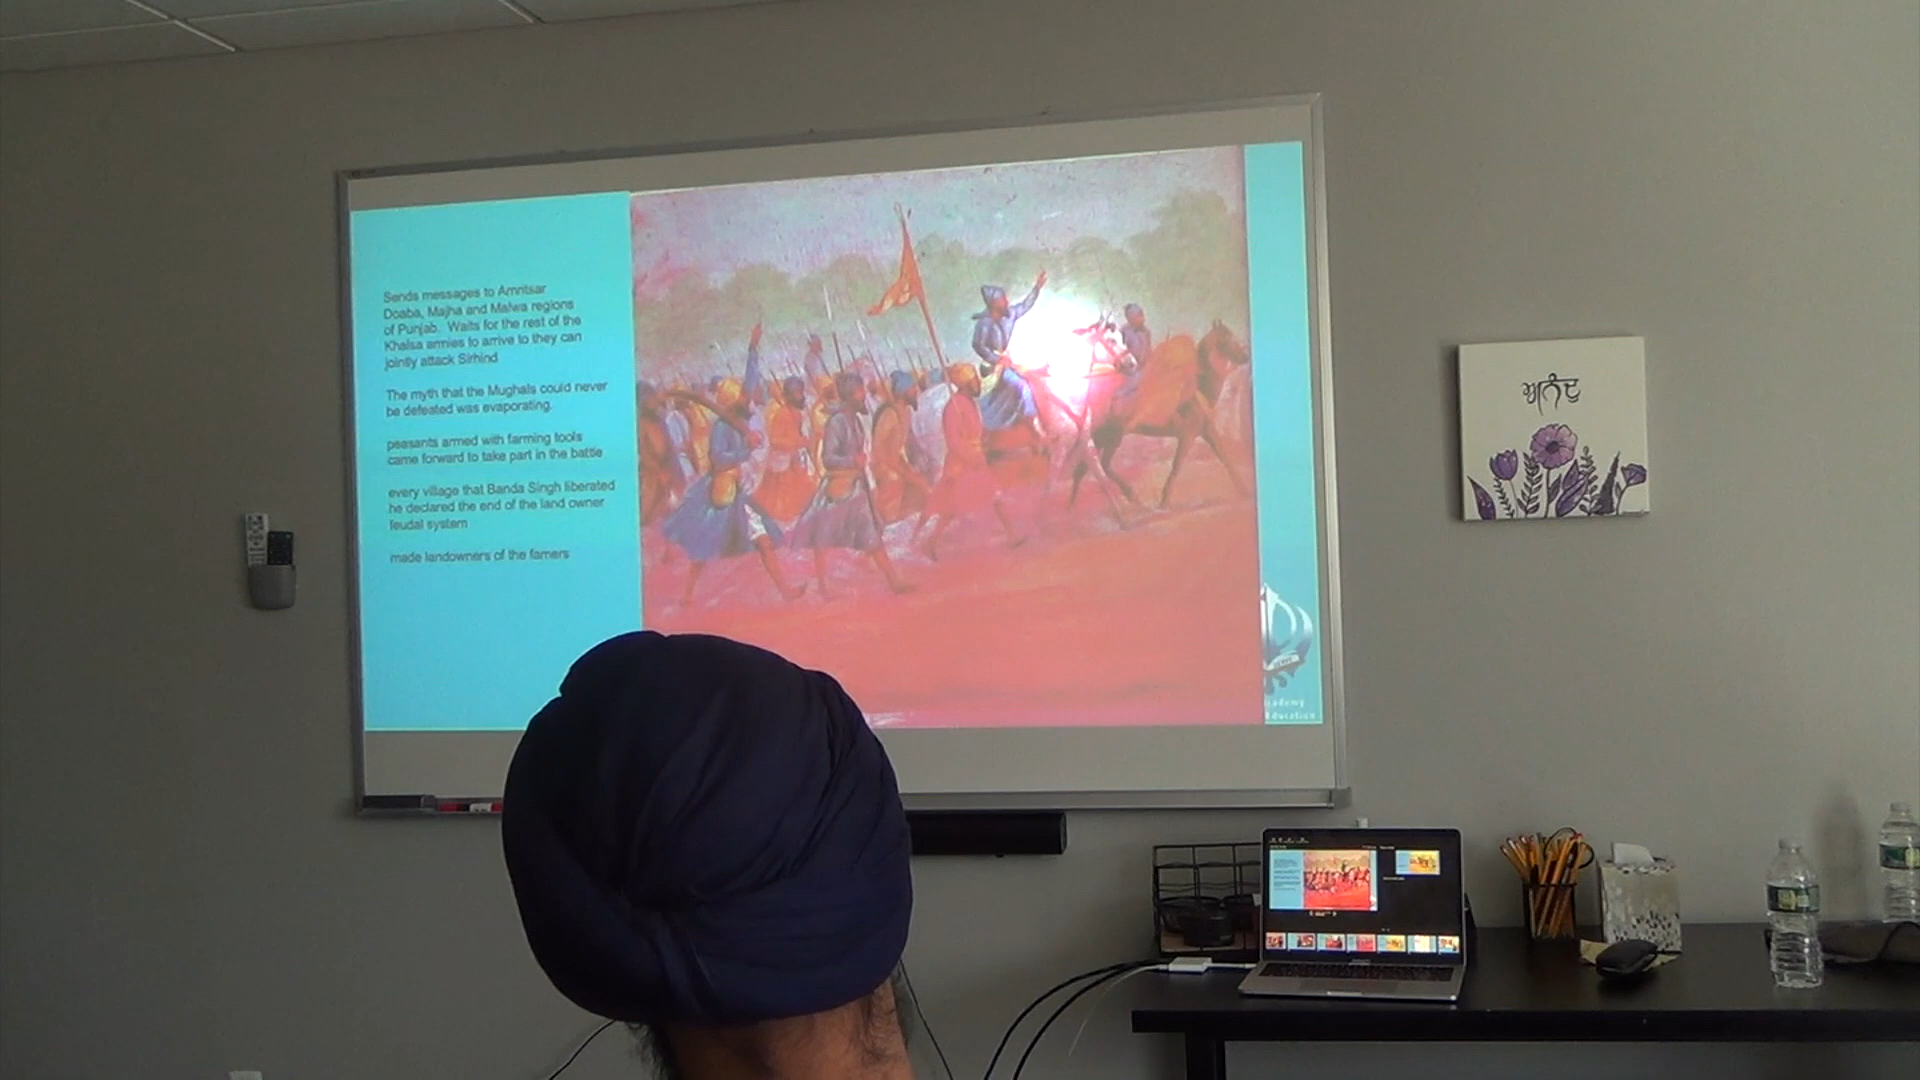 Sends messages to Amritsar
Doaba, Majha and Malwa regions
of Punjab. Waits for the rest of the
Khalsa armies to arrive to they can
jointly attack Sirhind
The myth that the Mughals could never
be defeated was evaporating.
peasants armed with farming tools
came forward to take part in the battle
every village that Banda Singh liberated
he declared the end of the land owner
feudal system
made landowners of the famers
ademy
Education
ਅਨੰਦੁ